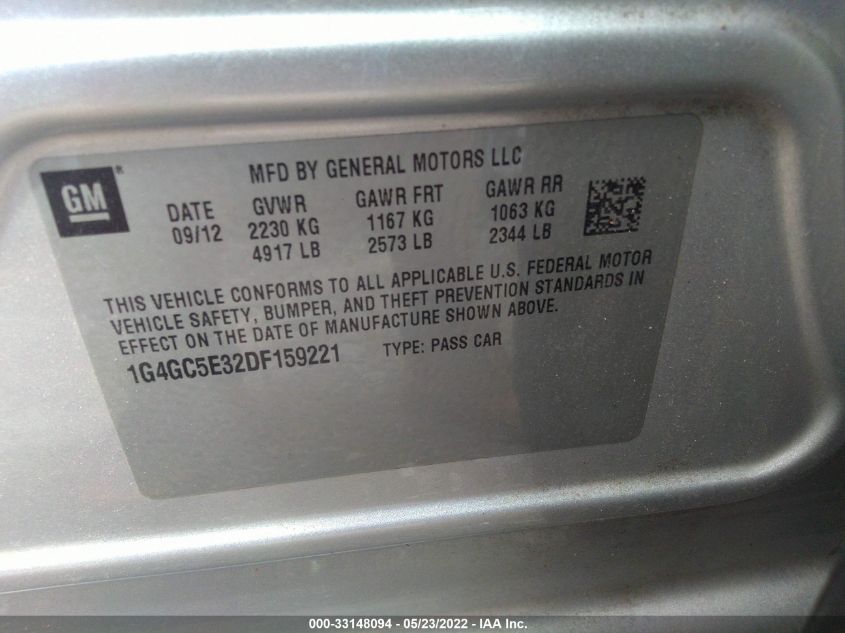 MFD BY GENERAL MOTORS LLC
GM®
DATE GVWR GAWR FRT GAWR RR
09/12 2230 KG 1167 KG 1063 KG
4917 LB 2573 LB 2344 LB
THIS VEHICLE CONFORMS TO ALL APPLICABLE U.S. FEDERAL MOTOR
VEHICLE SAFETY, BUMPER, AND THEFT PREVENTION STANDARDS IN
EFFECT ON THE DATE OF MANUFACTURE SHOWN ABOVE.
1G4GC5E32DF159221 TYPE: PASS CAR
000-33148094 - 05/23/2022 - IAA Inc.